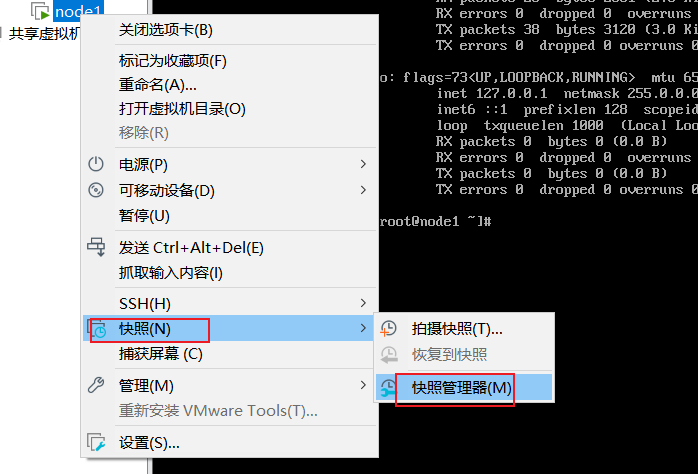 node1
共享虚拟机
关闭选项卡(B)
标记为收藏项(F)
重命名(A)...
打开虚拟机目录(O)
移除(R)
电源(P)
可移动设备(D)
暂停(U)
发送 Ctrl+Alt+Del(E)
抓取输入内容(I)
SSH(H)
快照(N)
捕获屏幕 (C)
管理(M)
重新安装 VMware Tools(T)...
设置(S)...
拍摄快照(T)...
恢复到快照
快照管理器(M)
RX errors 0 dropped 0 overruns
TX packets 38 bytes 3120 (3.0 Ki
TX errors 0 dropped 0 overruns 0
o: flags=73<UP,LOOPBACK,RUNNING> mtu 65
inet 127.0.0.1 netmask 255.0.0.0
inet6 ::1 prefixlen 128 scopeid
loop txqueuelen 1000 (Local Loo
RX packets 0 bytes 0 (0.0 B)
RX errors 0 dropped 0 overruns
TX packets 0 bytes 0 (0.0 B)
TX errors 0 dropped 0 overruns 0
root@node1 ~]#